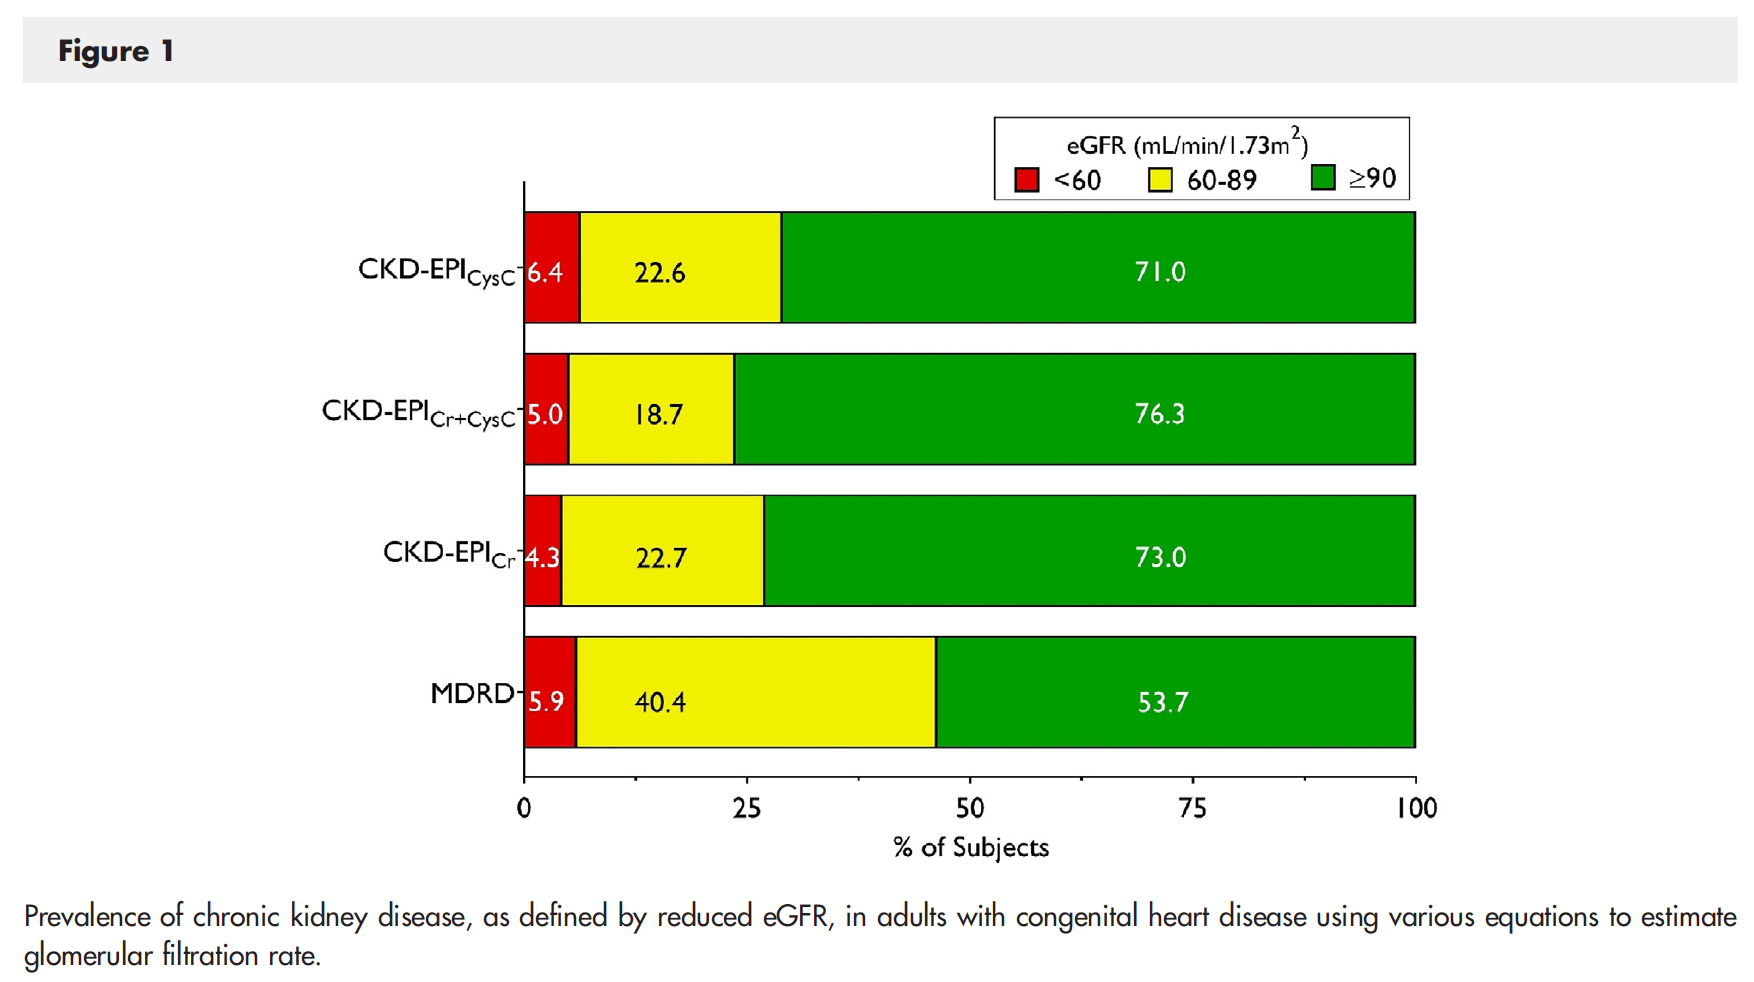 Figure 1
eGFR (mL/min/1.73m²)
<60 60-89 ≥90
CKD-EPICysC 6.4 22.6 71.0
CKD-EPICr+CysC 5.0 18.7 76.3
CKD-EPICr 4.3 22.7 73.0
MDRD 5.9 40.4 53.7
0 25 50 75 100
% of Subjects
Prevalence of chronic kidney disease, as defined by reduced eGFR, in adults with congenital heart disease using various equations to estimate
glomerular filtration rate.